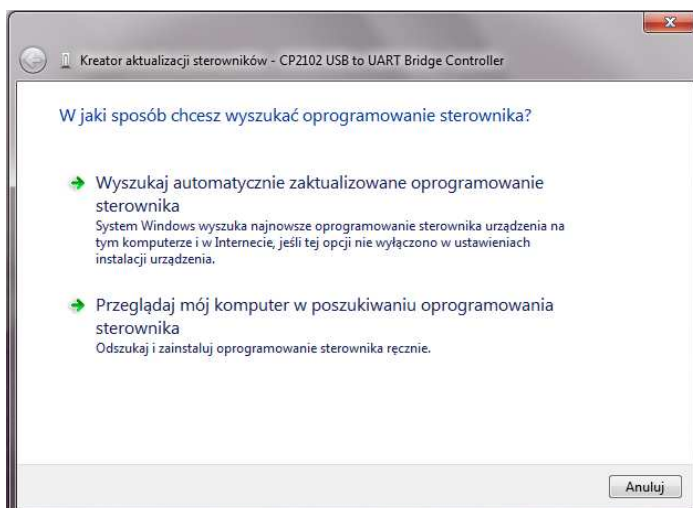 Kreator aktualizacji sterowników - CP2102 USB to UART Bridge Controller
W jaki sposób chcesz wyszukać oprogramowanie sterownika?
Wyszukaj automatycznie zaktualizowane oprogramowanie
sterownika
System Windows wyszuka najnowsze oprogramowanie sterownika urządzenia na
tym komputerze i w Internecie, jeśli tej opcji nie wyłączono w ustawieniach
instalacji urządzenia.
Przeglądaj mój komputer w poszukiwaniu oprogramowania
sterownika
Odszukaj i zainstaluj oprogramowanie sterownika ręcznie.
Anuluj